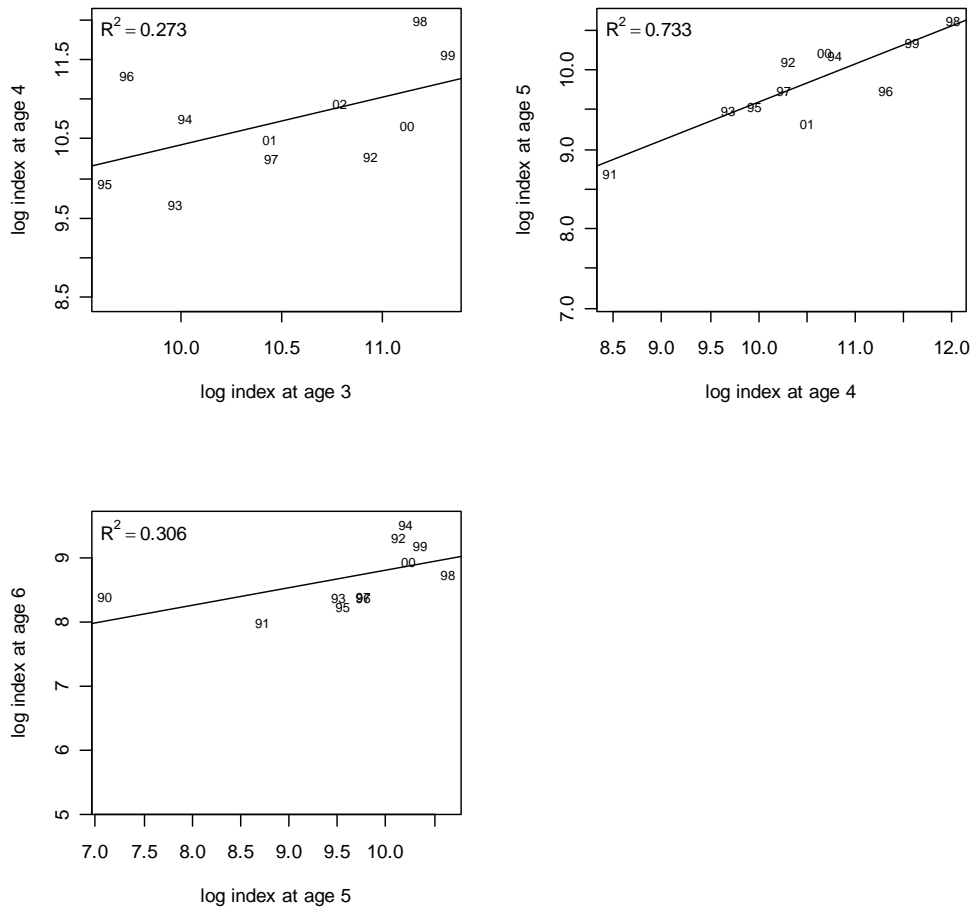 R² = 0.273
98
99
96
02
94
00
01
97
92
95
93
8.5 9.5 10.5 11.5
10.0 10.5 11.0
log index at age 3
log index at age 4
R² = 0.733
98
99
00
94
92
97
96
95
93
01
91
7.0 8.0 9.0 10.0
8.5 9.0 9.5 10.0 10.5 11.0 11.5 12.0
log index at age 4
log index at age 5
R² = 0.306
94
92
99
00
98
90
93
97
95
91
5 6 7 8 9
7.0 7.5 8.0 8.5 9.0 9.5 10.0
log index at age 5
log index at age 6